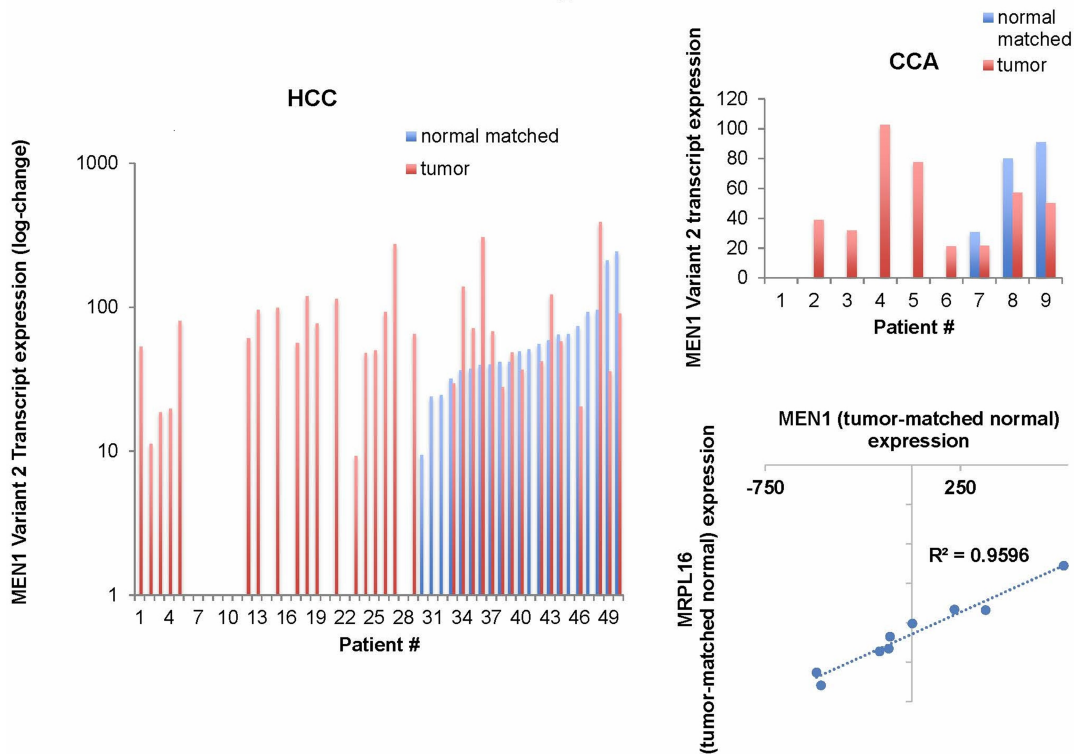 HCC
normal matched
tumor
MEN1 Variant 2 Transcript expression (log-change)
1000
100
10
1
1 4 7 10 13 16 19 22 25 28 31 34 37 40 43 46 49
Patient #
normal
matched
tumor
CCA
MEN1 Variant 2 transcript expression
120
100
80
60
40
20
0
1 2 3 4 5 6 7 8 9
Patient #
MEN1 (tumor-matched normal)
expression
-750 250
R² = 0.9596
MRPL16
(tumor-matched normal) expression